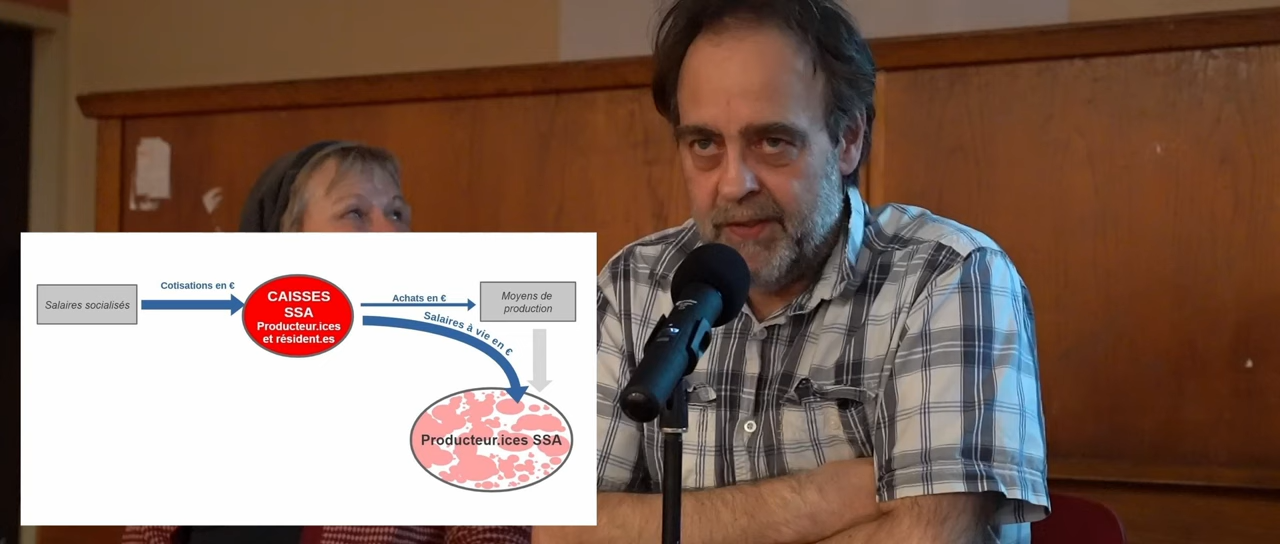 Salaires socialisés
Cotisations en €
CAISSES
SSA
Producteur.ices
et résident.es
Achats en €
Salaires à vie en €
Moyens de
production
Producteur.ices SSA